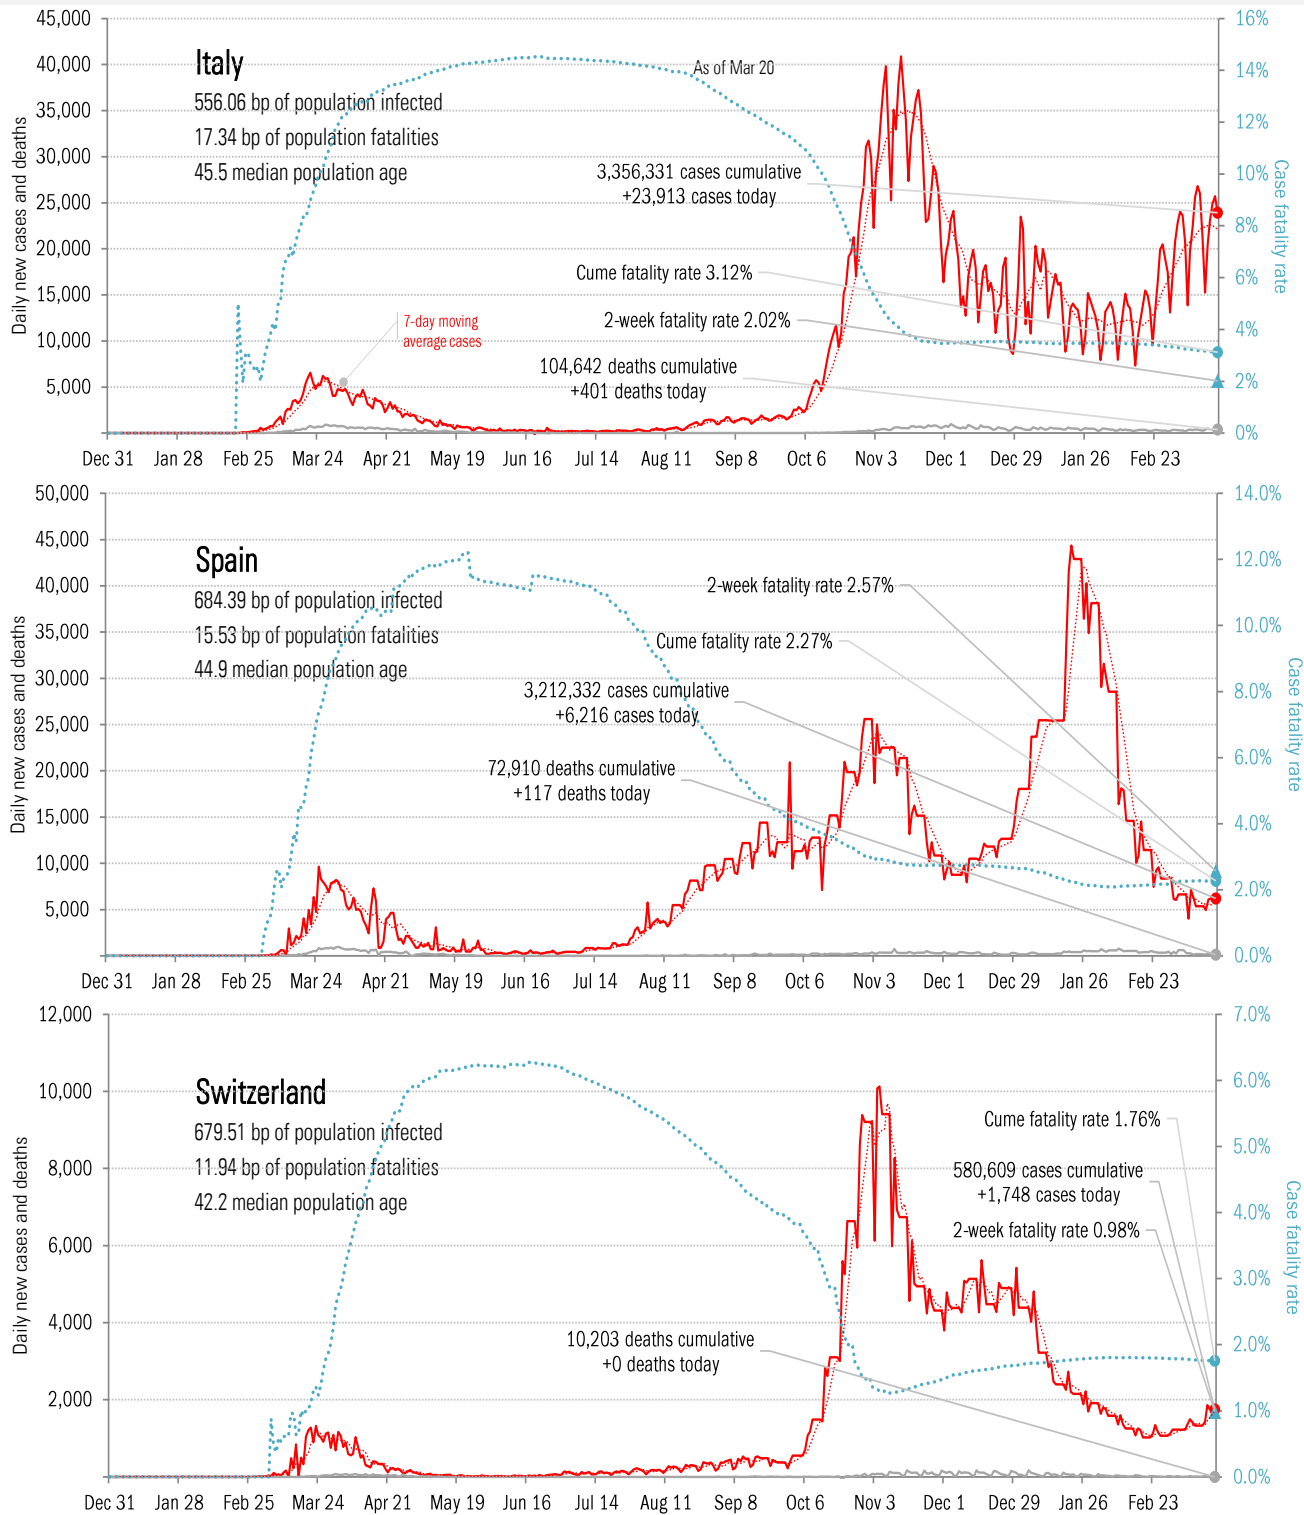 45,000
16%
40,000
14%
35,000
12%
30,000
10%
25,000
8%
20,000
6%
15,000
4%
10,000
2%
5,000
0%
Daily new cases and deaths
Case fatality rate
Italy
556.06 bp of population infected
17.34 bp of population fatalities
45.5 median population age
As of Mar 20
3,356,331 cases cumulative
+23,913 cases today
Cume fatality rate 3.12%
2-week fatality rate 2.02%
7-day moving
average cases
104,642 deaths cumulative
+401 deaths today
Dec 31 Jan 28 Feb 25 Mar 24 Apr 21 May 19 Jun 16 Jul 14 Aug 11 Sep 8 Oct 6 Nov 3 Dec 1 Dec 29 Jan 26 Feb 23
50,000
14.0%
45,000
12.0%
40,000
10.0%
35,000
30,000
8.0%
25,000
6.0%
20,000
15,000
4.0%
10,000
2.0%
5,000
0.0%
Daily new cases and deaths
Case fatality rate
Spain
684.39 bp of population infected
15.53 bp of population fatalities
44.9 median population age
2-week fatality rate 2.57%
Cume fatality rate 2.27%
3,212,332 cases cumulative
+6,216 cases today
72,910 deaths cumulative
+117 deaths today
Dec 31 Jan 28 Feb 25 Mar 24 Apr 21 May 19 Jun 16 Jul 14 Aug 11 Sep 8 Oct 6 Nov 3 Dec 1 Dec 29 Jan 26 Feb 23
12,000
7.0%
10,000
6.0%
8,000
5.0%
6,000
4.0%
4,000
3.0%
2,000
2.0%
1.0%
0.0%
Daily new cases and deaths
Case fatality rate
Switzerland
679.51 bp of population infected
11.94 bp of population fatalities
42.2 median population age
Cume fatality rate 1.76%
580,609 cases cumulative
+1,748 cases today
2-week fatality rate 0.98%
10,203 deaths cumulative
+0 deaths today
Dec 31 Jan 28 Feb 25 Mar 24 Apr 21 May 19 Jun 16 Jul 14 Aug 11 Sep 8 Oct 6 Nov 3 Dec 1 Dec 29 Jan 26 Feb 23